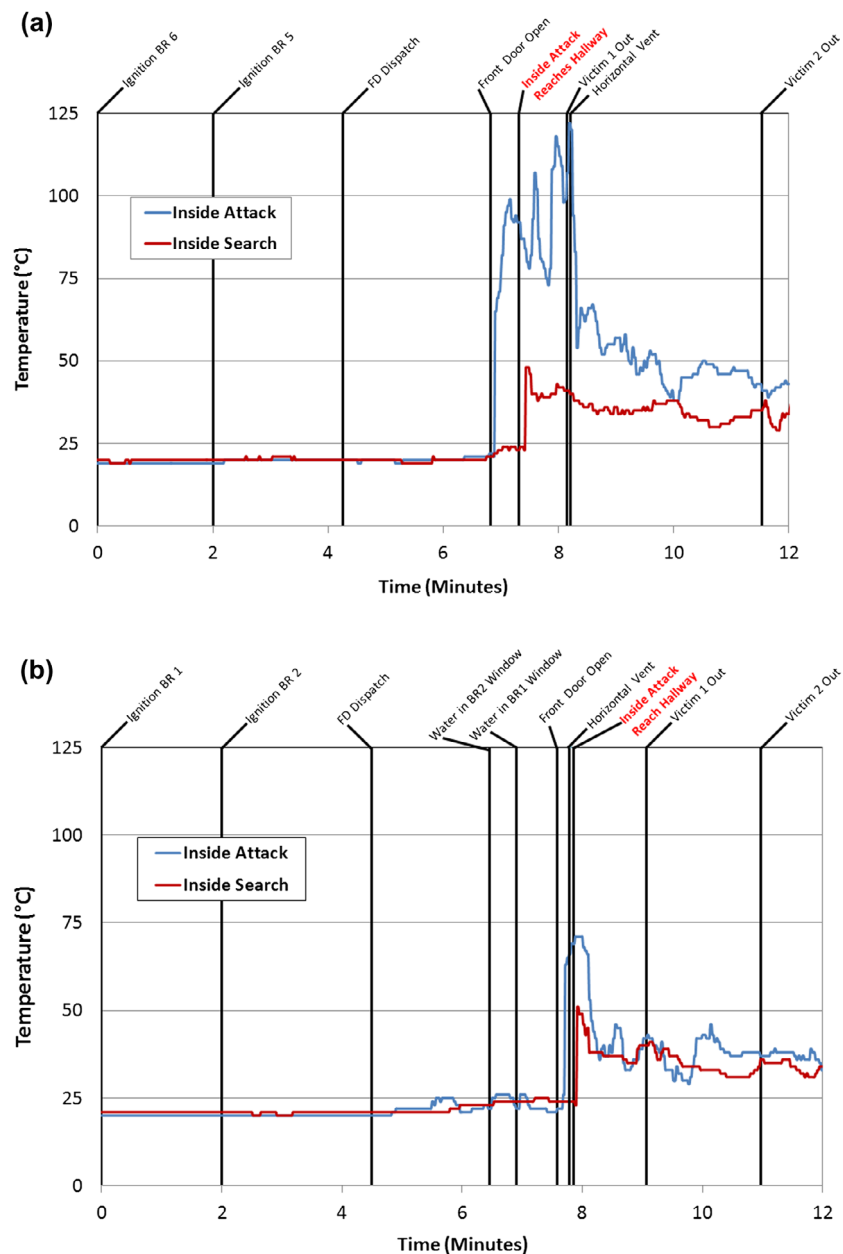 (a)
Ignition BR 6
Ignition BR 5
FD Dispatch
Front Door Open
Inside Attack
Reaches Hallway
Victim 1 Out
Horizontal Vent
Victim 2 Out
125
100
75
50
25
0
Temperature (°C)
Inside Attack
Inside Search
0 2 4 6 8 10 12
Time (Minutes)
(b)
Ignition BR 1
Ignition BR 2
FD Dispatch
Water in BR2 Window
Water in BR1 Window
Front Door Open
Horizontal Vent
Inside Attack
Reach Hallway
Victim 1 Out
Victim 2 Out
125
100
75
50
25
0
Temperature (°C)
Inside Attack
Inside Search
0 2 4 6 8 10 12
Time (Minutes)